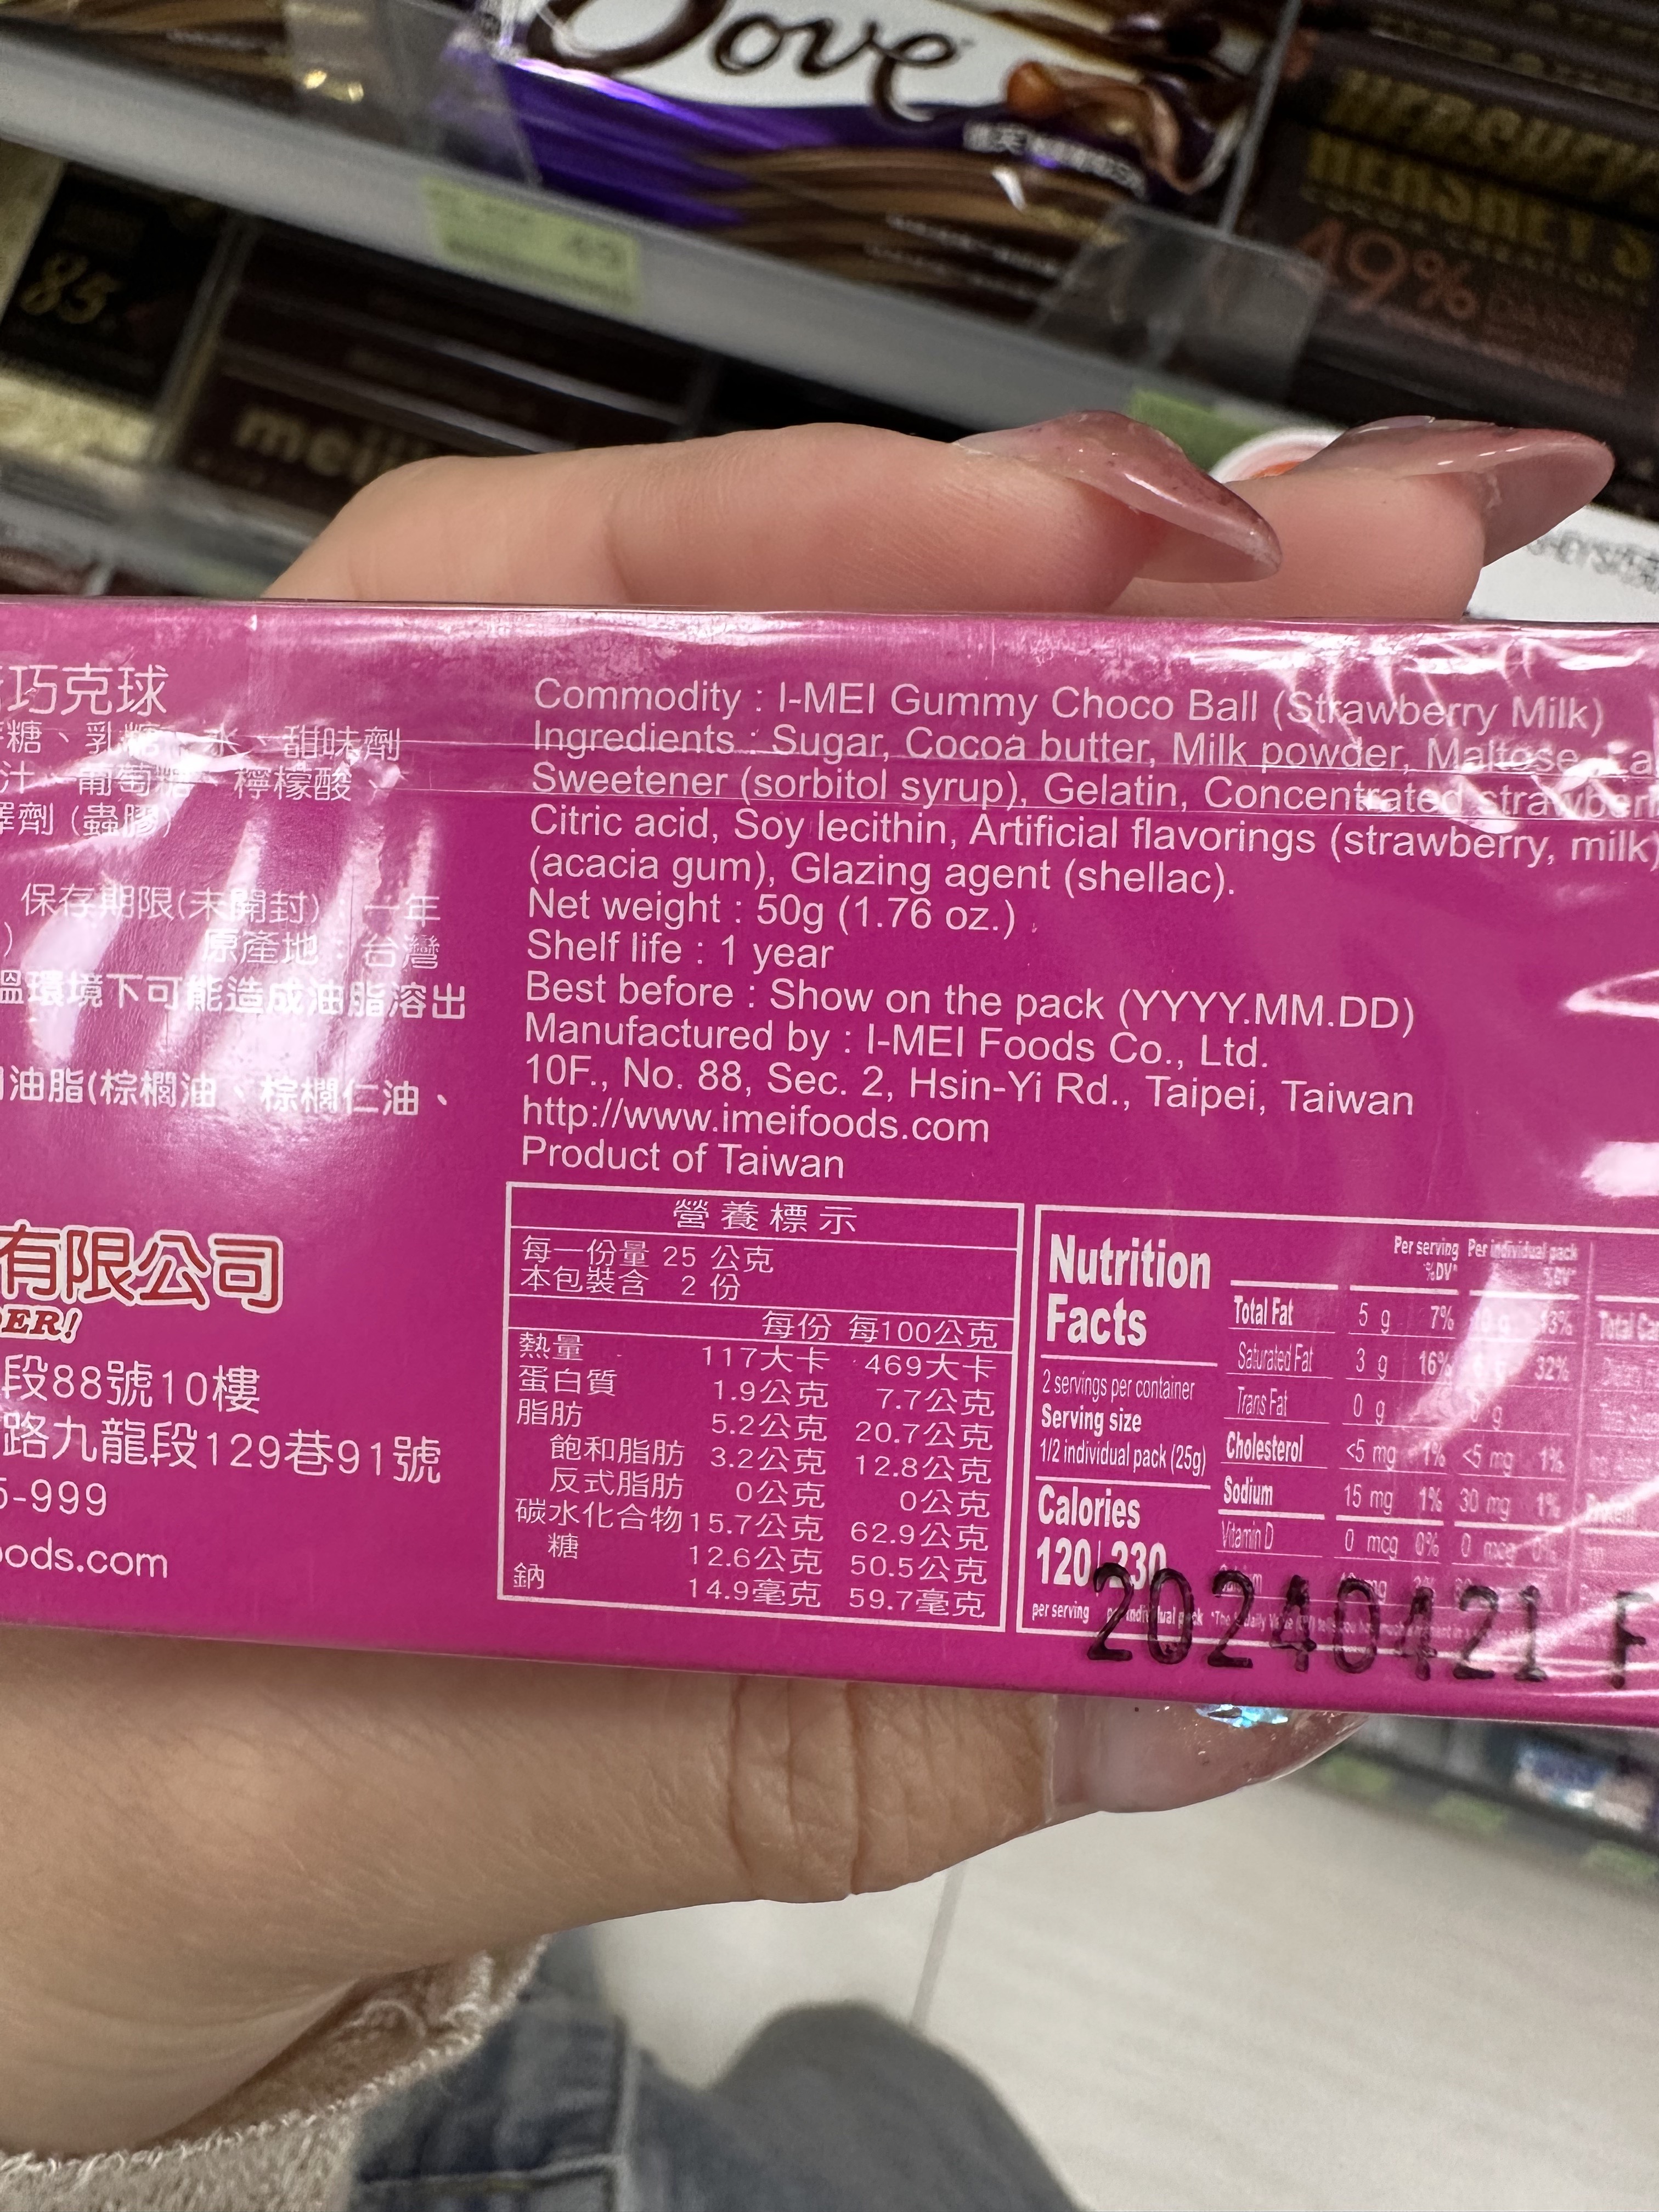 Dove
HERSHEY'S
HERSHEY'S
49%
85
meiji
巧克球
糖、乳糖、水、甜味劑
汁、葡萄糖、檸檬酸、
劑(蟲膠)
保存期限(未開封):一年
原產地:台灣
溫環境下可能造成油脂溶出
油脂(棕櫚油、棕櫚仁油、
有限公司
段88號10樓
路九龍段129巷91號
5-999
oods.com
Commodity : I-MEI Gummy Choco Ball (Strawberry Milk)
Ingredients : Sugar, Cocoa butter, Milk powder, Maltose,
Sweetener (sorbitol syrup), Gelatin, Concentrated
Citric acid, Soy lecithin, Artificial flavorings (strawberry, milk)
(acacia gum), Glazing agent (shellac).
Net weight : 50g (1.76 oz.)
Shelf life : 1 year
Best before : Show on the pack (YYYY.MM.DD)
Manufactured by : I-MEI Foods Co., Ltd.
10F., No. 88, Sec. 2, Hsin-Yi Rd., Taipei, Taiwan
http://www.imeifoods.com
Product of Taiwan
營養標示
每一份量 25 公克
本包裝含 2 份
每份 每100公克
熱量 117大卡 469大卡
蛋白質 1.9公克 7.7公克
脂肪 5.2公克 20.7公克
飽和脂肪 3.2公克 12.8公克
反式脂肪 0公克 0公克
碳水化合物 15.7公克 62.9公克
糖 12.6公克 50.5公克
鈉 14.9毫克 59.7毫克
Nutrition
Facts
2 servings per container
Serving size
1/2 individual pack (25g)
Calories
120 230
per serving
Per serving Per individual pack
%DV* %DV*
Total Fat 5 g 7% 13%
Saturated Fat 3 g 16% 32%
Trans Fat 0 g g
Cholesterol <5 mg 1% <5 mg 1%
Sodium 15 mg 1% 30 mg 1%
Vitamin D 0 mcg 0% 0 mcg
20240421 F